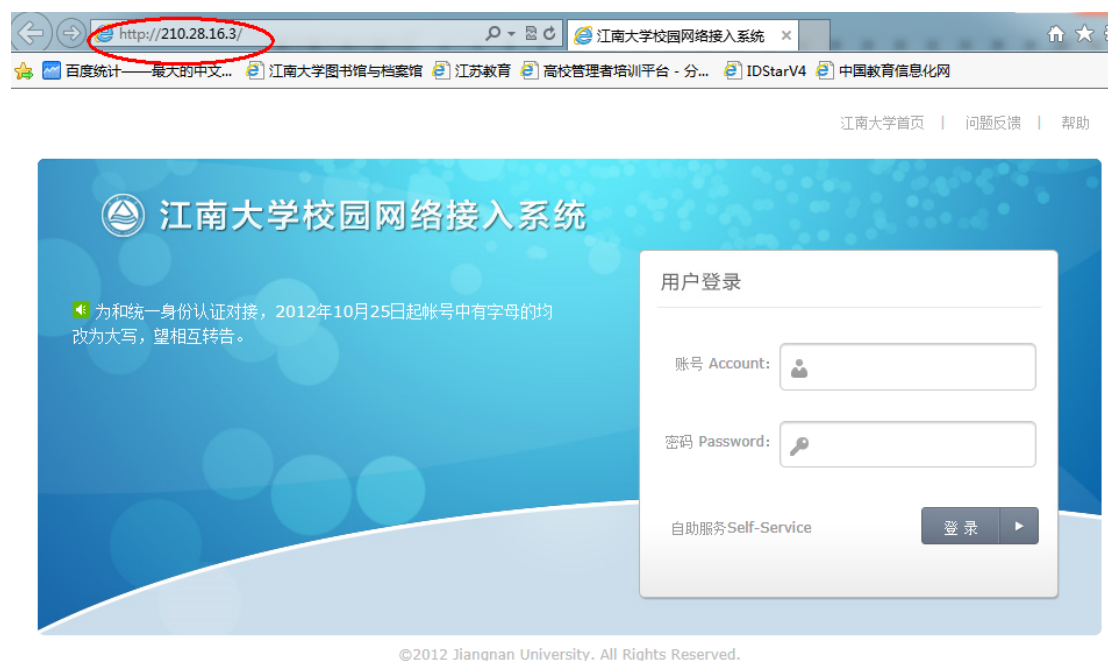 http://210.28.16.3/
江南大学校园网络接入系统
百度统计——最大的中文...
江南大学图书馆与档案馆
江苏教育
高校管理者培训平台 - 分...
IDStarV4
中国教育信息化网
江南大学首页 | 问题反馈 | 帮助
江南大学校园网络接入系统
为和统一身份认证对接，2012年10月25日起帐号中有字母的均
改为大写，望相互转告。
用户登录
账号 Account:
密码 Password:
自助服务Self-Service
登 录
©2012 Jiangnan University. All Rights Reserved.